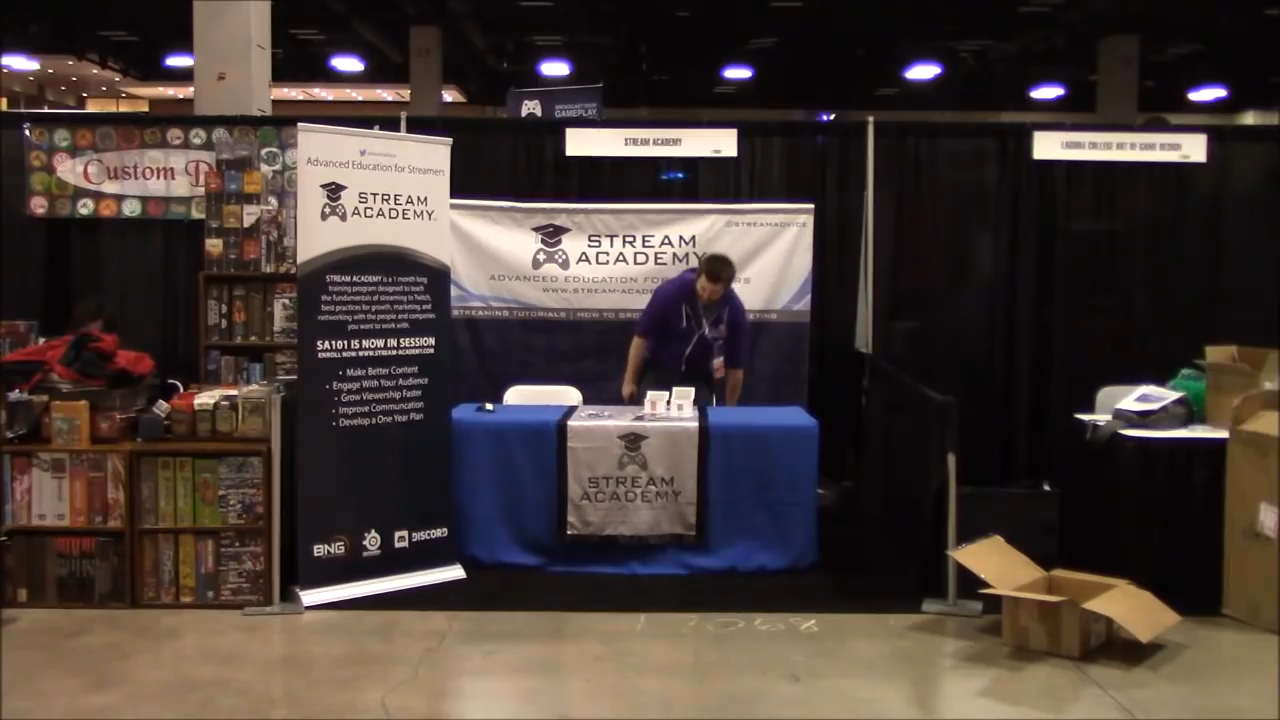 BROADCAST YOUR
GAMEPLAY.
STREAM ACADEMY
LAGUNA COLLEGE ART OF GAME DESIGN
Custom D
Advanced Education for Streamers
STREAM
ACADEMY
STREAM ACADEMY is a 1 month long
training program designed to teach
the fundamentals of streaming to Twitch,
best practices for growth, marketing, and
networking with the people and companies
you want to work with.
SA101 IS NOW IN SESSION
ENROLL NOW: WWW.STREAM-ACADEMY.COM
• Make Better Content
• Engage With Your Audience
• Grow Viewership Faster
• Improve Communcation
• Develop a One Year Plan
BNG
DISCORD
@STREAMADVICE
STREAM
ACADEMY
ADVANCED EDUCATION FO RS
WWW.STREAM-ACADE
STREAMING TUTORIALS | HOW TO GRO ETING
STREAM
ACADEMY